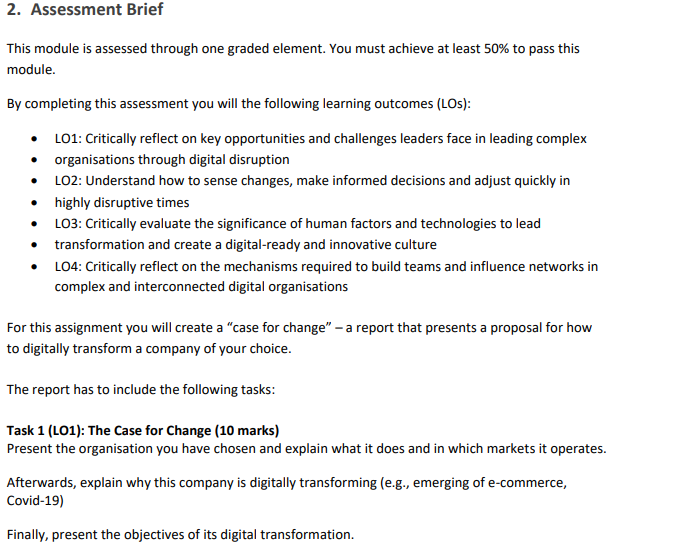 2. Assessment Brief
This module is assessed through one graded element. You must achieve at least 50% to pass this
module.
By completing this assessment you will the following learning outcomes (LOs):
• LO1: Critically reflect on key opportunities and challenges leaders face in leading complex
• organisations through digital disruption
• LO2: Understand how to sense changes, make informed decisions and adjust quickly in
• highly disruptive times
• LO3: Critically evaluate the significance of human factors and technologies to lead
• transformation and create a digital-ready and innovative culture
• LO4: Critically reflect on the mechanisms required to build teams and influence networks in
complex and interconnected digital organisations
For this assignment you will create a “case for change” – a report that presents a proposal for how
to digitally transform a company of your choice.
The report has to include the following tasks:
Task 1 (LO1): The Case for Change (10 marks)
Present the organisation you have chosen and explain what it does and in which markets it operates.
Afterwards, explain why this company is digitally transforming (e.g., emerging of e-commerce,
Covid-19)
Finally, present the objectives of its digital transformation.